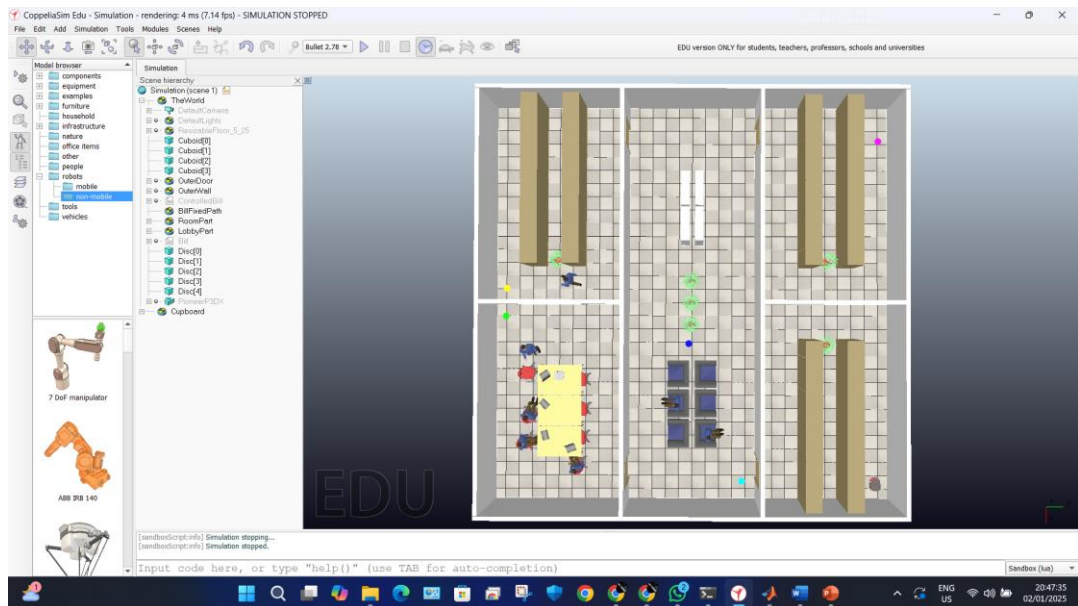 CoppeliaSim Edu - Simulation - rendering: 4 ms (7.14 fps) - SIMULATION STOPPED
File Edit Add Simulation Tools Modules Scenes Help
Bullet 2.78
EDU version ONLY for students, teachers, professors, schools and universities
Model browser
components
equipment
examples
furniture
household
infrastructure
nature
office items
other
people
robots
mobile
non-mobile
tools
vehicles
7 DoF manipulator
ABB IRB 140
Simulation
Scene hierarchy
Simulation (scene 1)
TheWorld
DefaultCamera
DefaultLights
ResizableFloor_5_25
Cuboid[0]
Cuboid[1]
Cuboid[2]
Cuboid[3]
OuterDoor
OuterWall
ControlledBill
BillFixedPath
RoomPart
LobbyPart
Bill
Disc[0]
Disc[1]
Disc[2]
Disc[3]
Disc[4]
PioneerP3DX
Cupboard
EDU
[sandboxScript:info] Simulation stopping...
[sandboxScript:info] Simulation stopped.
Input code here, or type "help()" (use TAB for auto-completion)
Sandbox (lua)
ENG
US
20:47:35
02/01/2025